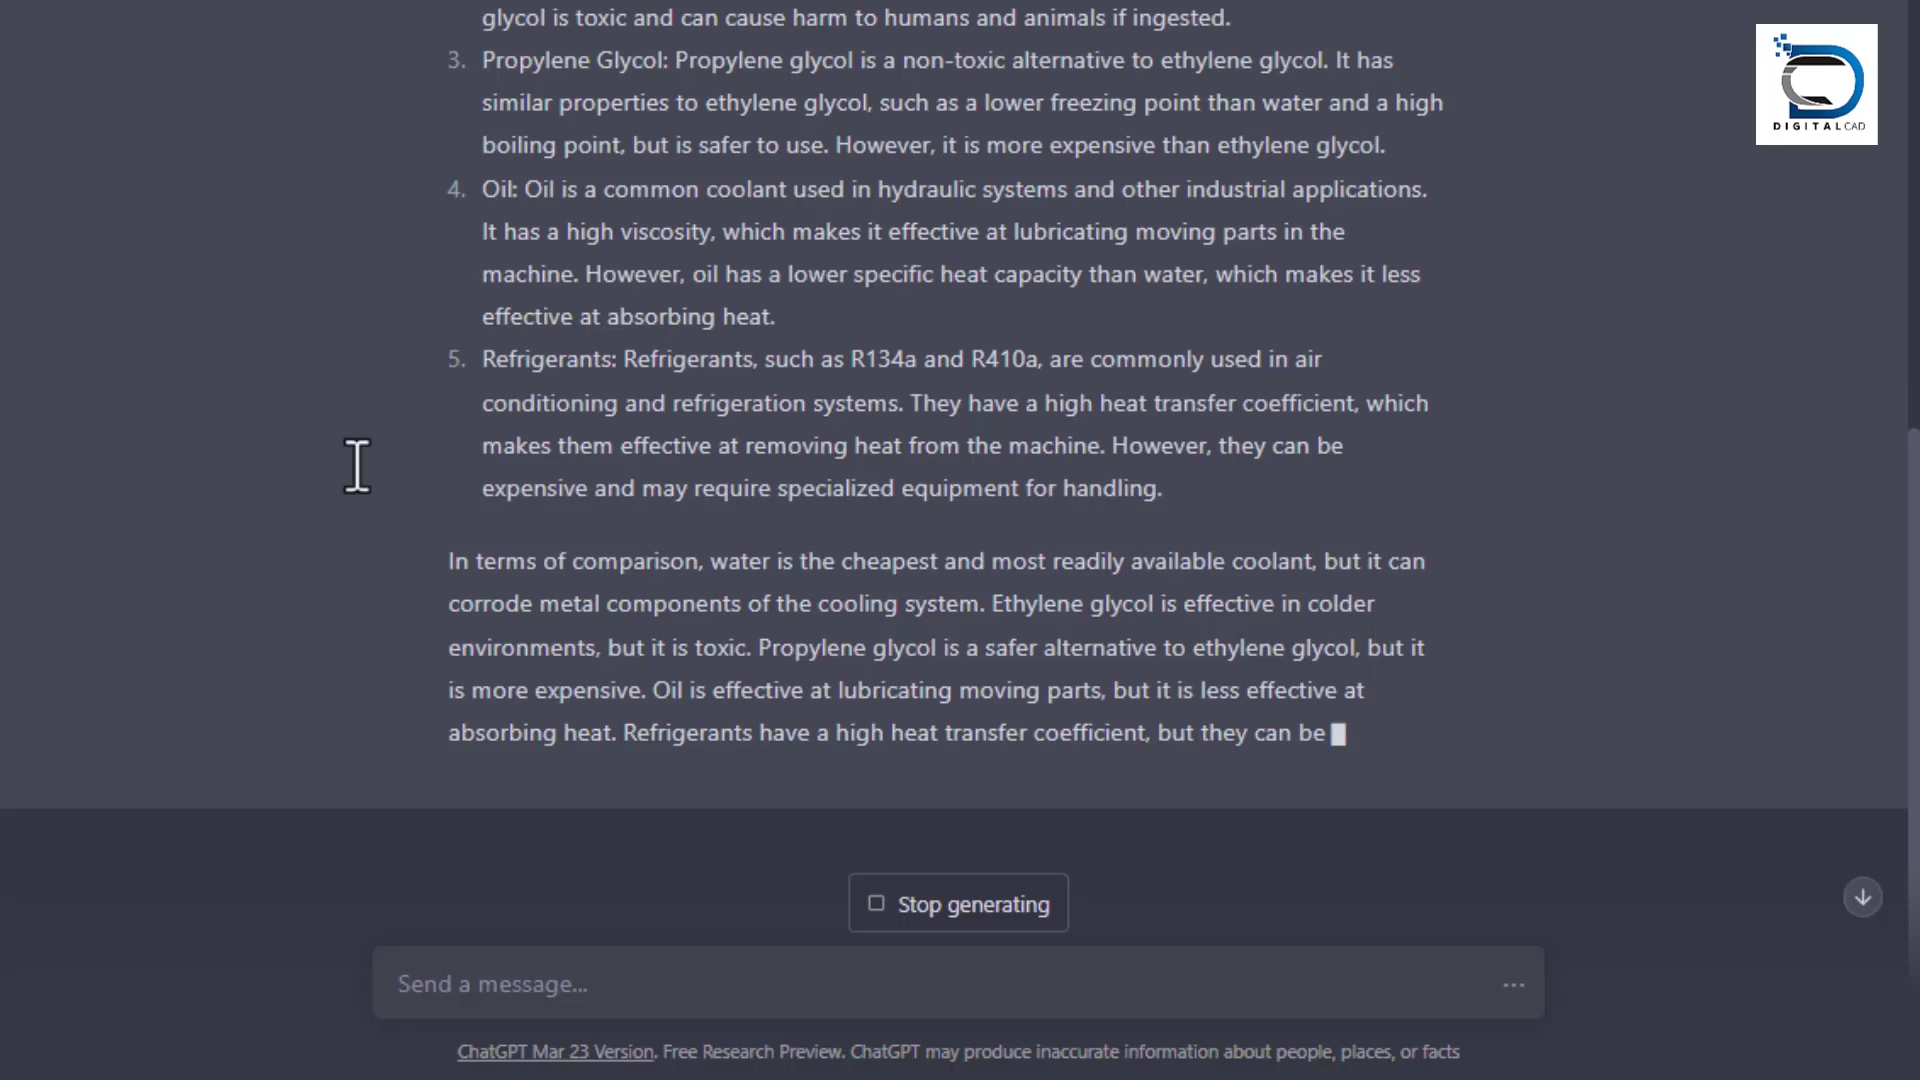 glycol is toxic and can cause harm to humans and animals if ingested.
3. Propylene Glycol: Propylene glycol is a non-toxic alternative to ethylene glycol. It has
similar properties to ethylene glycol, such as a lower freezing point than water and a high
boiling point, but is safer to use. However, it is more expensive than ethylene glycol.
4. Oil: Oil is a common coolant used in hydraulic systems and other industrial applications.
It has a high viscosity, which makes it effective at lubricating moving parts in the
machine. However, oil has a lower specific heat capacity than water, which makes it less
effective at absorbing heat.
5. Refrigerants: Refrigerants, such as R134a and R410a, are commonly used in air
conditioning and refrigeration systems. They have a high heat transfer coefficient, which
makes them effective at removing heat from the machine. However, they can be
expensive and may require specialized equipment for handling.
In terms of comparison, water is the cheapest and most readily available coolant, but it can
corrode metal components of the cooling system. Ethylene glycol is effective in colder
environments, but it is toxic. Propylene glycol is a safer alternative to ethylene glycol, but it
is more expensive. Oil is effective at lubricating moving parts, but it is less effective at
absorbing heat. Refrigerants have a high heat transfer coefficient, but they can be
Stop generating
Send a message...
ChatGPT Mar 23 Version. Free Research Preview. ChatGPT may produce inaccurate information about people, places, or facts
DIGITALCAD